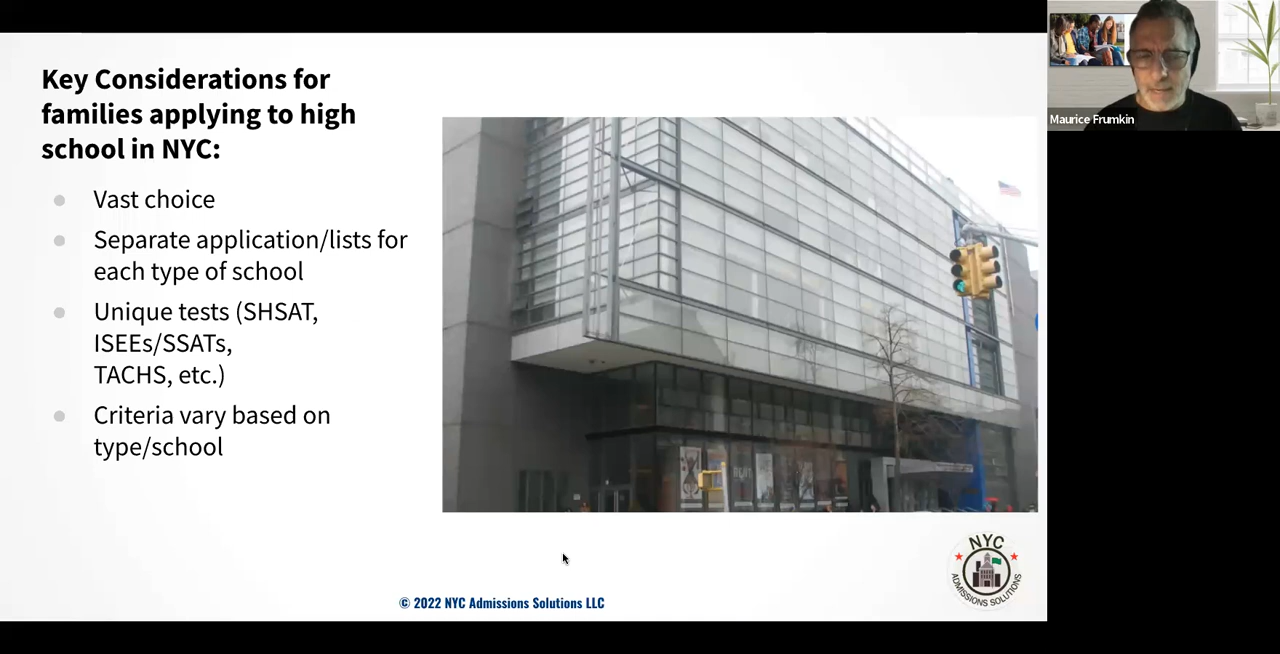 Key Considerations for
families applying to high
school in NYC:
Vast choice
Separate application/lists for
each type of school
Unique tests (SHSAT,
ISEEs/SSATs,
TACHS, etc.)
Criteria vary based on
type/school
© 2022 NYC Admissions Solutions LLC
NYC
ADMISSIONS SOLUTIONS
Maurice Frumkin